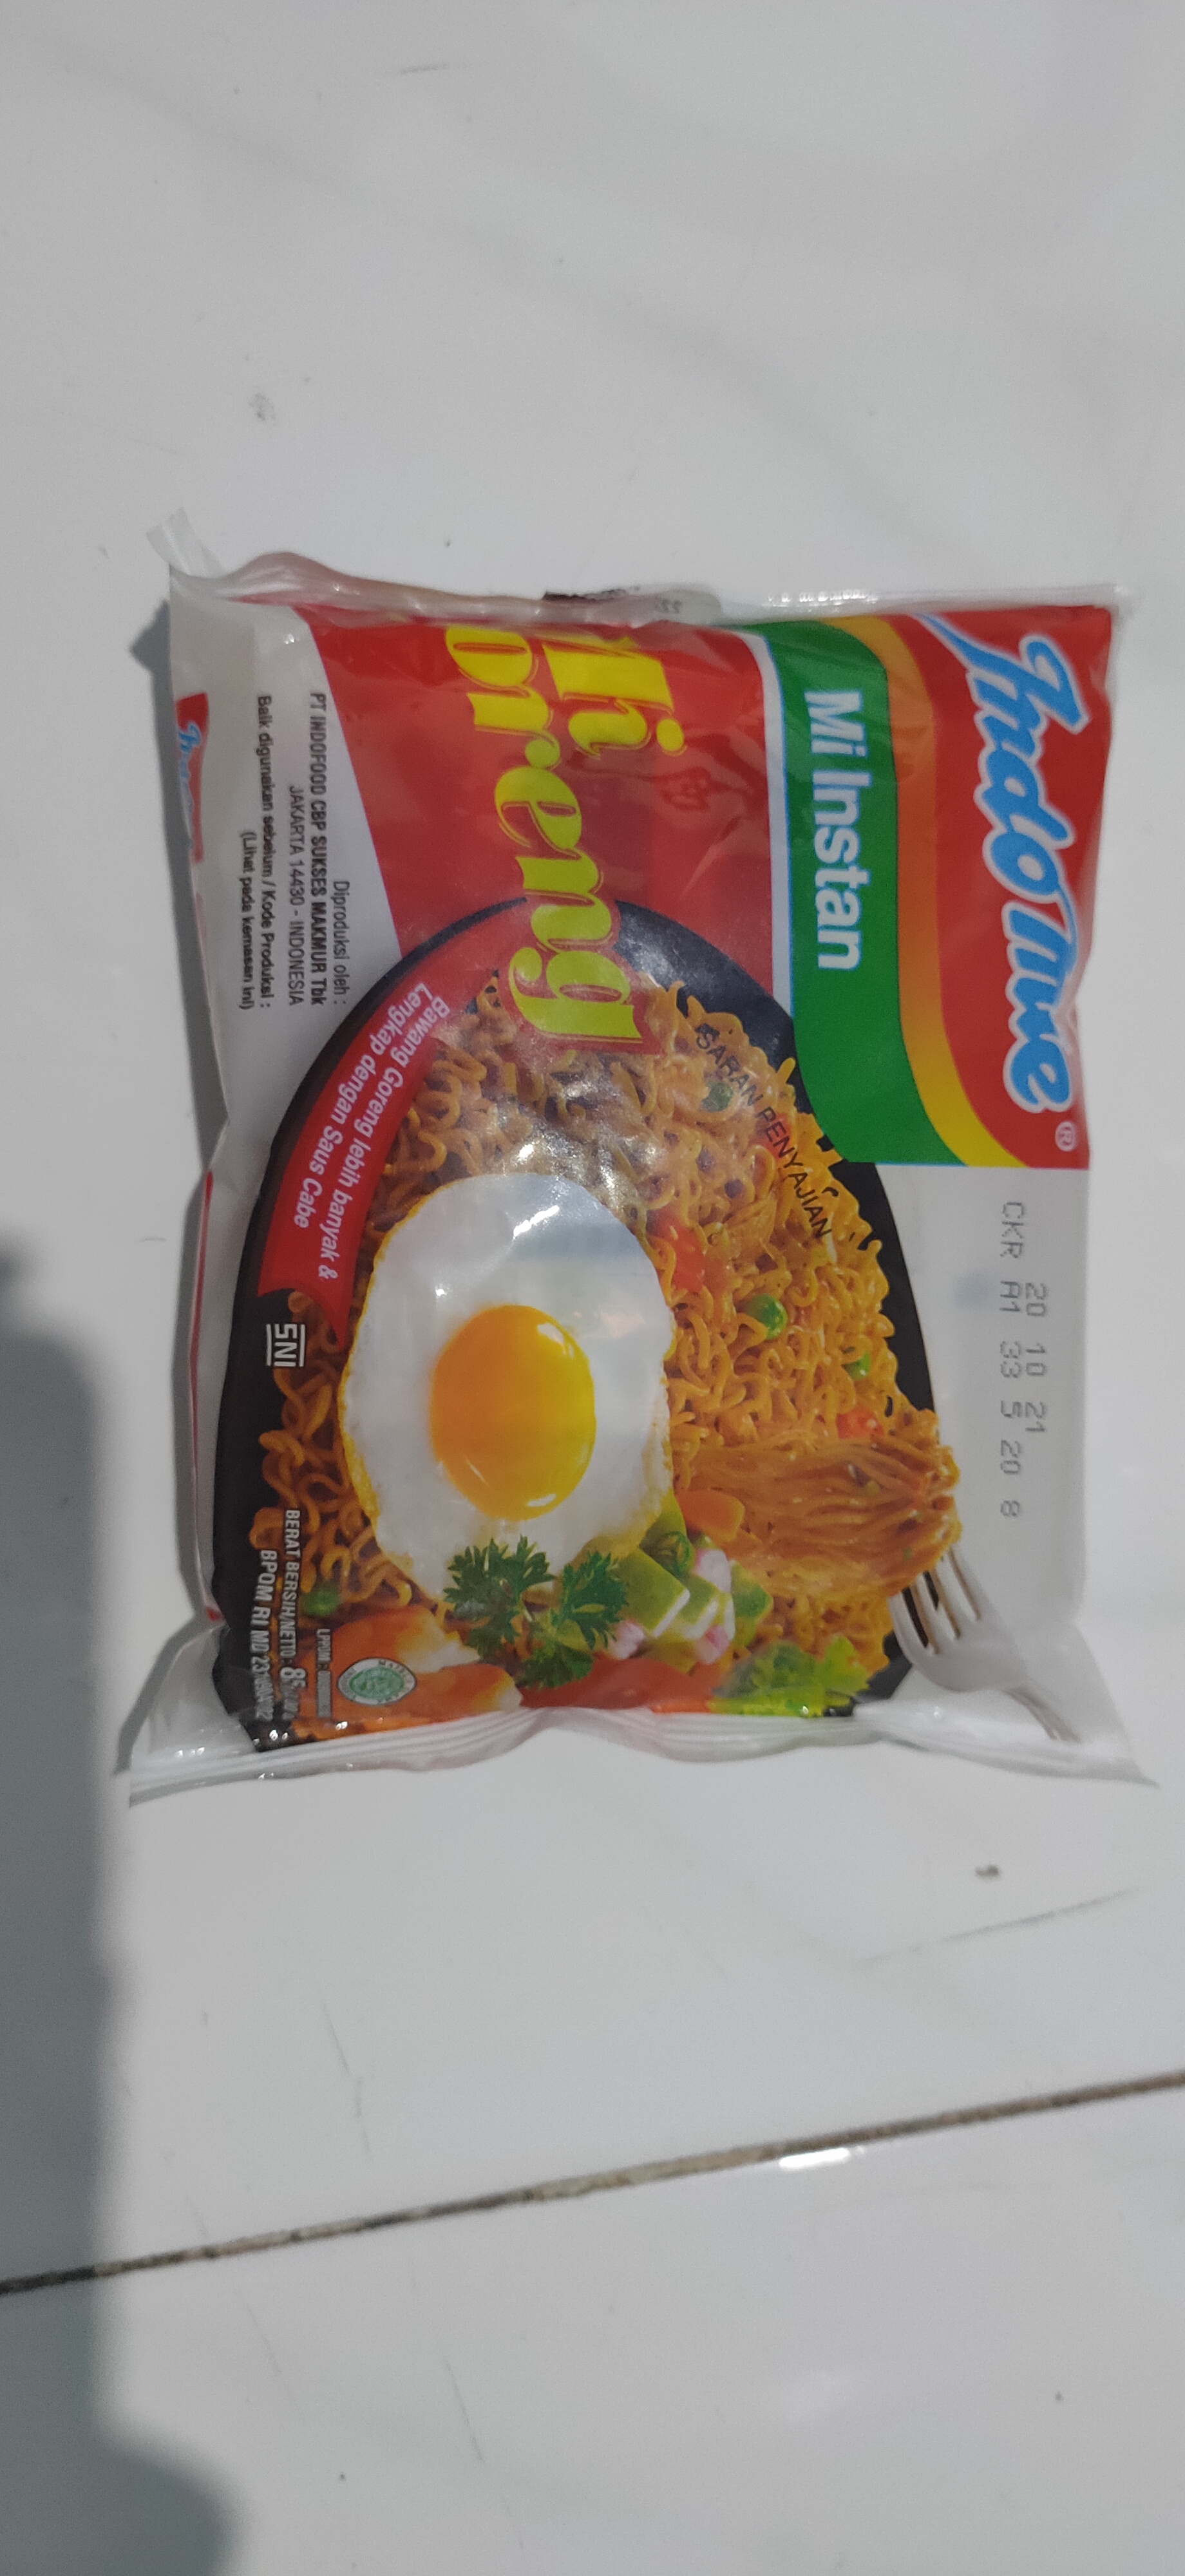 Indomie®
Mi Instan
20 10 21
CKR A1 33 5 20 8
Mi
oreng
SARAN PENYAJIAN
Bawang Goreng lebih banyak &
Lengkap dengan Saus Cabe
Diproduksi oleh :
PT INDOFOOD CBP SUKSES MAKMUR Tbk
JAKARTA 14430 - INDONESIA
Baik digunakan sebelum / Kode Produksi :
(Lihat pada kemasan ini)
SNI
BERAT BERSIH/NETTO : 85
BPOM RI MD